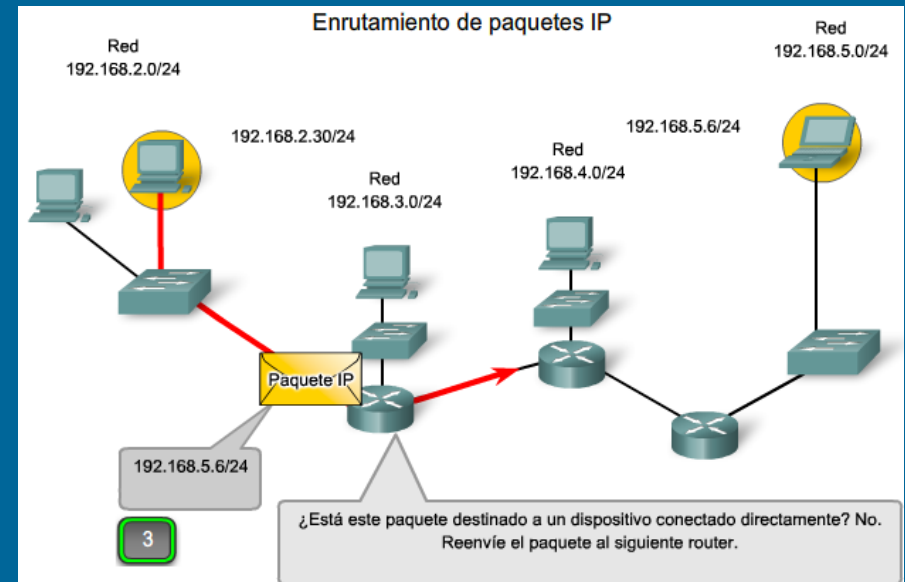 Enrutamiento de paquetes IP
Red
192.168.2.0/24
Red
192.168.5.0/24
192.168.2.30/24
192.168.5.6/24
Red
192.168.3.0/24
Red
192.168.4.0/24
Paquete IP
192.168.5.6/24
3
¿Está este paquete destinado a un dispositivo conectado directamente? No.
Reenvíe el paquete al siguiente router.